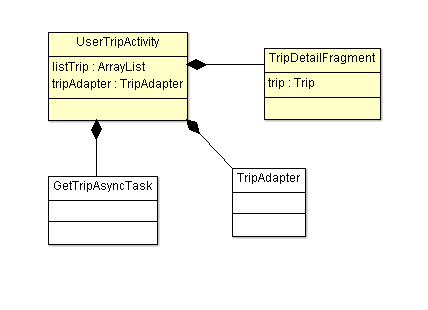 UserTripActivity
listTrip : ArrayList
tripAdapter : TripAdapter
TripDetailFragment
trip : Trip
GetTripAsyncTask
TripAdapter